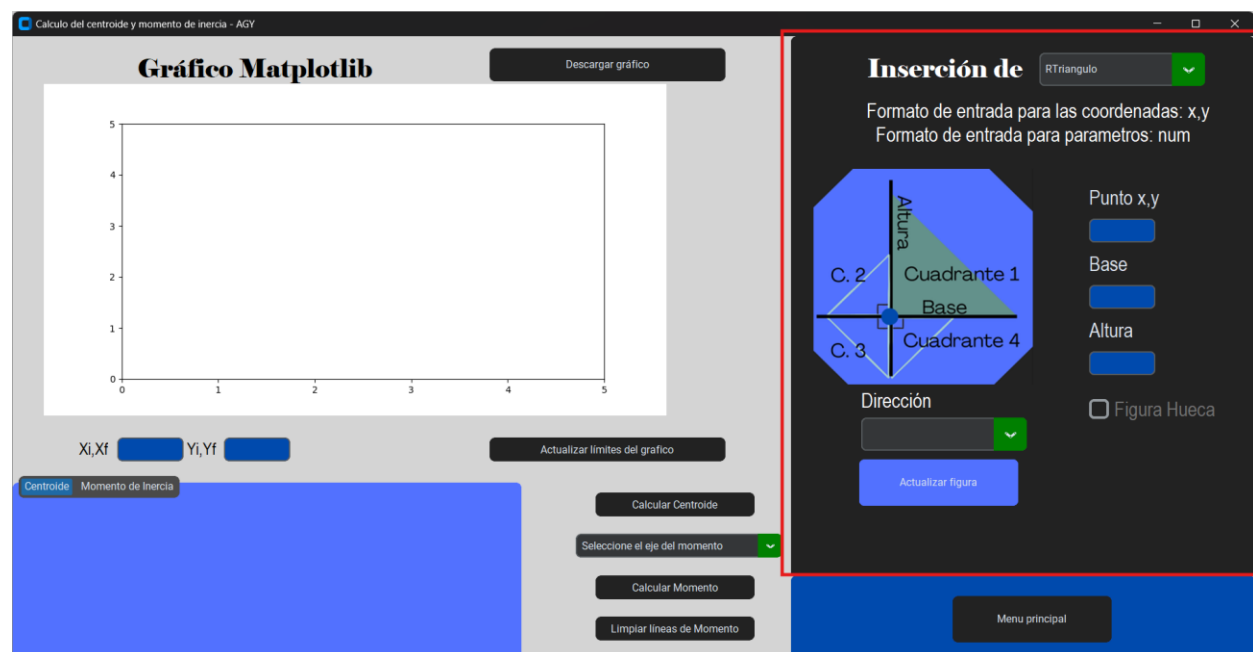 Calculo del centroide y momento de inercia - AGY
Gráfico Matplotlib
Descargar gráfico
5
4
3
2
1
0
0 1 2 3 4 5
Xi,Xf
Yi,Yf
Actualizar límites del grafico
Centroide
Momento de Inercia
Calcular Centroide
Seleccione el eje del momento
Calcular Momento
Limpiar líneas de Momento
Inserción de
RTriangulo
Formato de entrada para las coordenadas: x,y
Formato de entrada para parametros: num
Altura
C. 2
Cuadrante 1
Base
C. 3
Cuadrante 4
Punto x,y
Base
Altura
Figura Hueca
Dirección
Actualizar figura
Menu principal